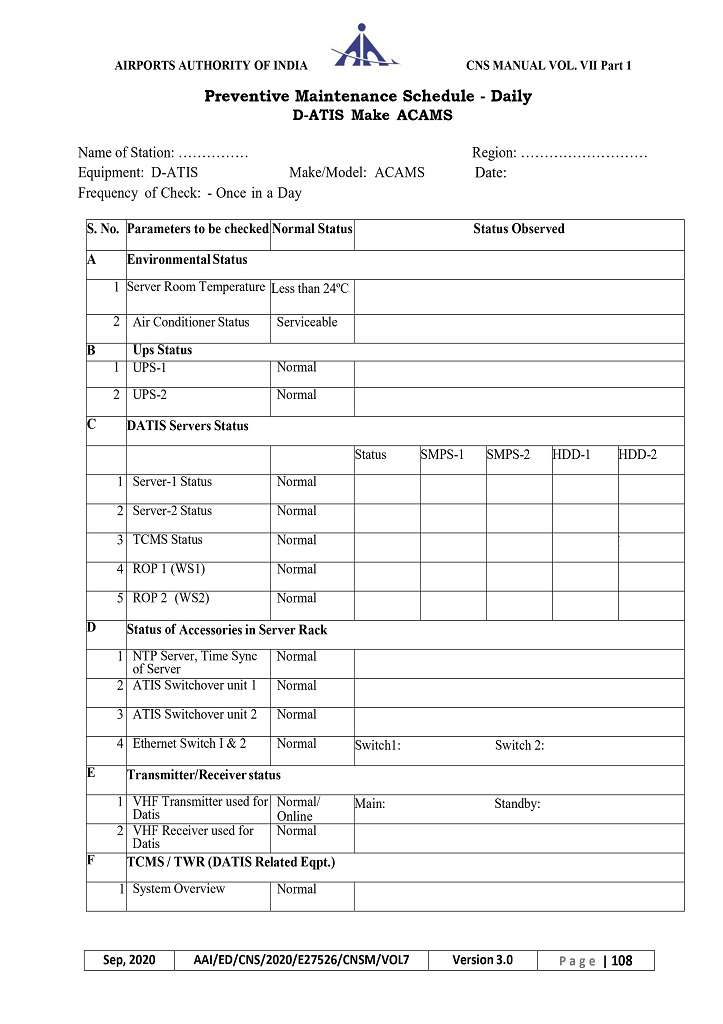 AIRPORTS AUTHORITY OF INDIA CNS MANUAL VOL. VII Part 1
Preventive Maintenance Schedule - Daily
D-ATIS Make ACAMS
Name of Station: …………… Region: ………………………
Equipment: D-ATIS Make/Model: ACAMS Date:
Frequency of Check: - Once in a Day
S. No. Parameters to be checked Normal Status Status Observed
A Environmental Status
1 Server Room Temperature Less than 24ºC
2 Air Conditioner Status Serviceable
B Ups Status
1 UPS-1 Normal
2 UPS-2 Normal
C DATIS Servers Status
Status SMPS-1 SMPS-2 HDD-1 HDD-2
1 Server-1 Status Normal
2 Server-2 Status Normal
3 TCMS Status Normal
4 ROP 1 (WS1) Normal
5 ROP 2 (WS2) Normal
D Status of Accessories in Server Rack
1 NTP Server, Time Sync Normal
of Server
2 ATIS Switchover unit 1 Normal
3 ATIS Switchover unit 2 Normal
4 Ethernet Switch I & 2 Normal Switch1: Switch 2:
E Transmitter/Receiver status
1 VHF Transmitter used for Normal/ Main: Standby:
Datis Online
2 VHF Receiver used for Normal
Datis
F TCMS / TWR (DATIS Related Eqpt.)
1 System Overview Normal
Sep, 2020 AAI/ED/CNS/2020/E27526/CNSM/VOL7 Version 3.0 Page | 108